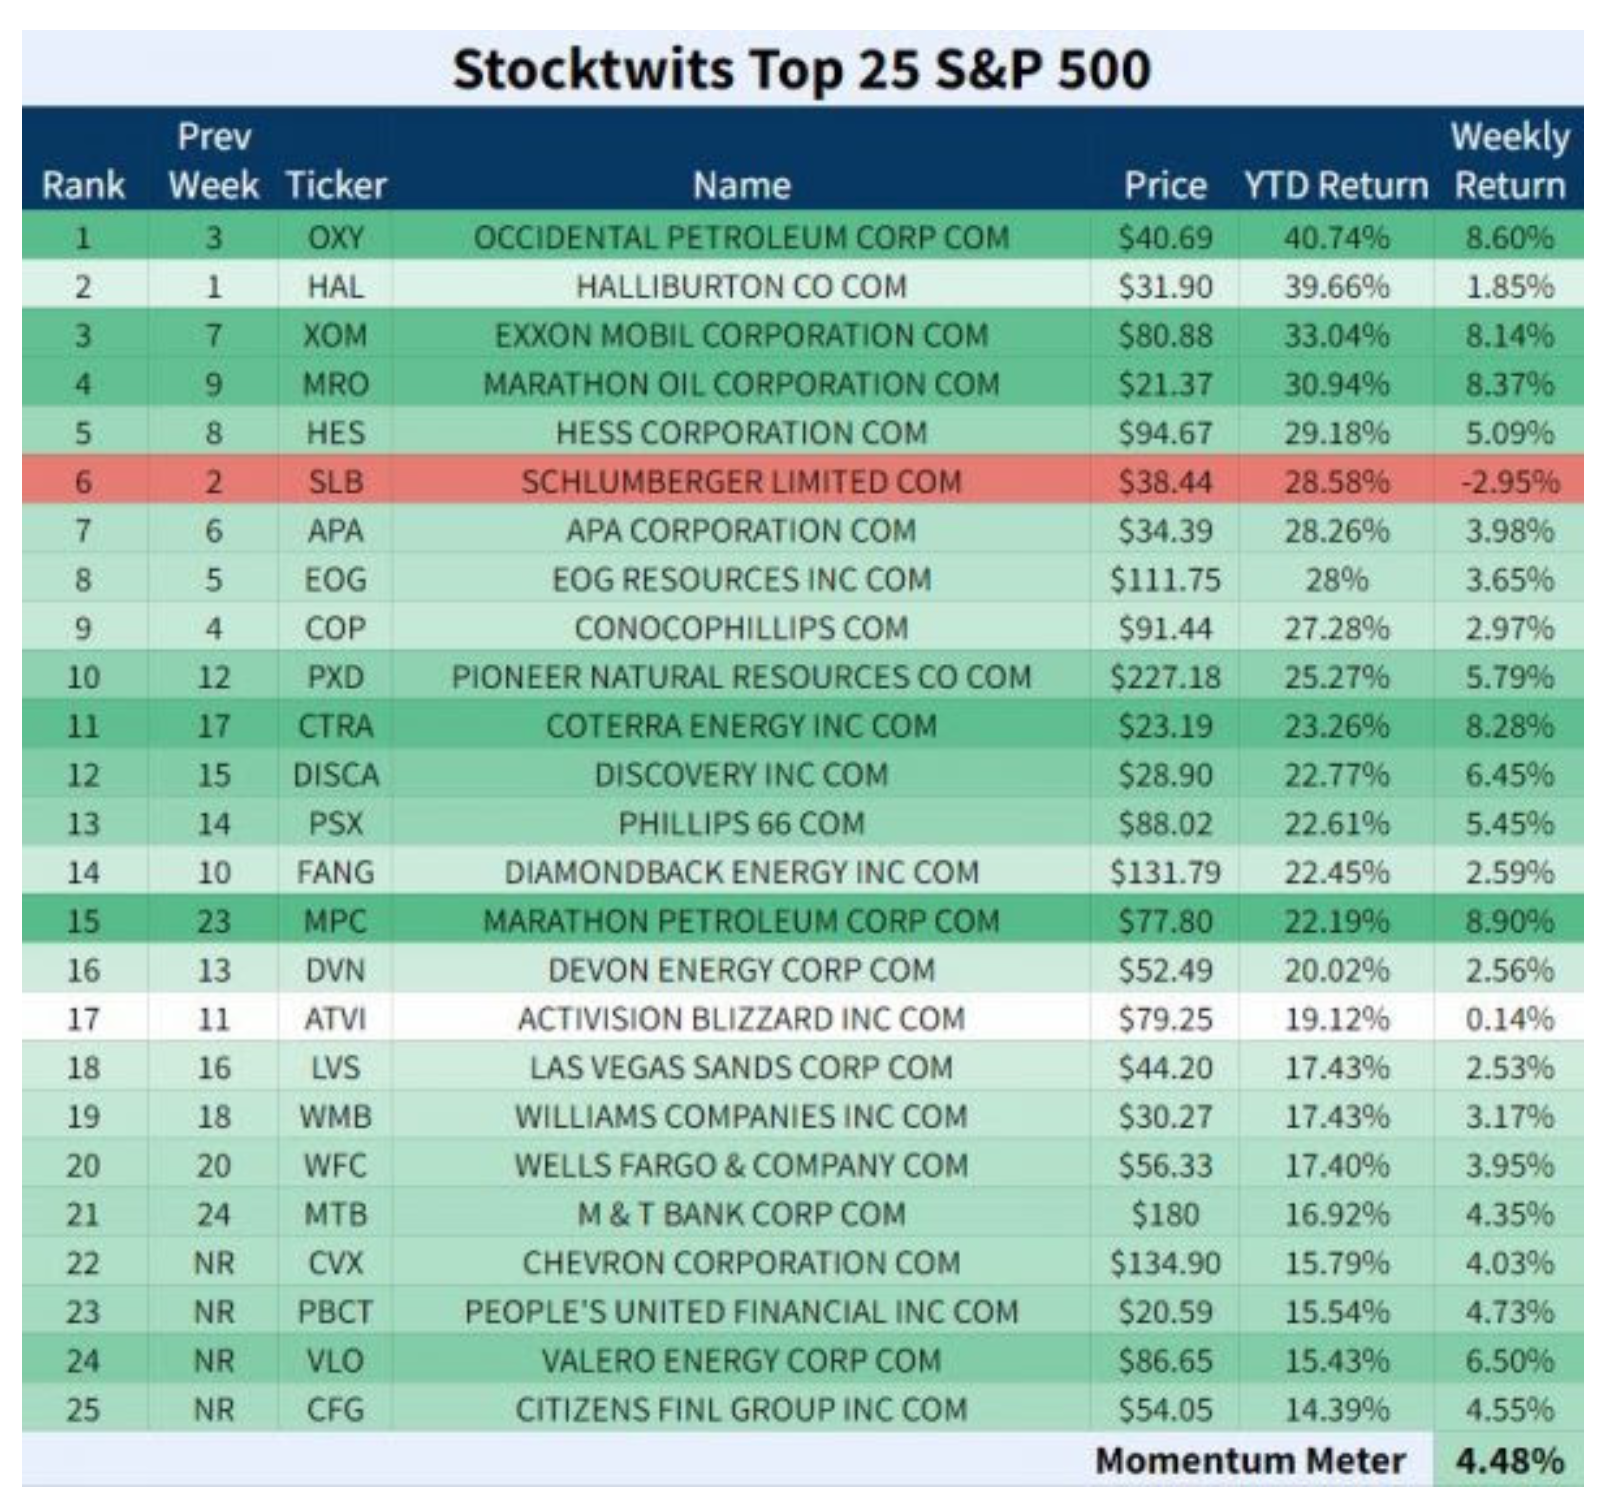 Stocktwits Top 25 S&P 500
Rank Prev Week Ticker Name Price YTD Return Weekly Return
1 3 OXY OCCIDENTAL PETROLEUM CORP COM $40.69 40.74% 8.60%
2 1 HAL HALLIBURTON CO COM $31.90 39.66% 1.85%
3 7 XOM EXXON MOBIL CORPORATION COM $80.88 33.04% 8.14%
4 9 MRO MARATHON OIL CORPORATION COM $21.37 30.94% 8.37%
5 8 HES HESS CORPORATION COM $94.67 29.18% 5.09%
6 2 SLB SCHLUMBERGER LIMITED COM $38.44 28.58% -2.95%
7 6 APA APA CORPORATION COM $34.39 28.26% 3.98%
8 5 EOG EOG RESOURCES INC COM $111.75 28% 3.65%
9 4 COP CONOCOPHILLIPS COM $91.44 27.28% 2.97%
10 12 PXD PIONEER NATURAL RESOURCES CO COM $227.18 25.27% 5.79%
11 17 CTRA COTERRA ENERGY INC COM $23.19 23.26% 8.28%
12 15 DISCA DISCOVERY INC COM $28.90 22.77% 6.45%
13 14 PSX PHILLIPS 66 COM $88.02 22.61% 5.45%
14 10 FANG DIAMONDBACK ENERGY INC COM $131.79 22.45% 2.59%
15 23 MPC MARATHON PETROLEUM CORP COM $77.80 22.19% 8.90%
16 13 DVN DEVON ENERGY CORP COM $52.49 20.02% 2.56%
17 11 ATVI ACTIVISION BLIZZARD INC COM $79.25 19.12% 0.14%
18 16 LVS LAS VEGAS SANDS CORP COM $44.20 17.43% 2.53%
19 18 WMB WILLIAMS COMPANIES INC COM $30.27 17.43% 3.17%
20 20 WFC WELLS FARGO & COMPANY COM $56.33 17.40% 3.95%
21 24 MTB M & T BANK CORP COM $180 16.92% 4.35%
22 NR CVX CHEVRON CORPORATION COM $134.90 15.79% 4.03%
23 NR PBCT PEOPLE'S UNITED FINANCIAL INC COM $20.59 15.54% 4.73%
24 NR VLO VALERO ENERGY CORP COM $86.65 15.43% 6.50%
25 NR CFG CITIZENS FINL GROUP INC COM $54.05 14.39% 4.55%
Momentum Meter 4.48%